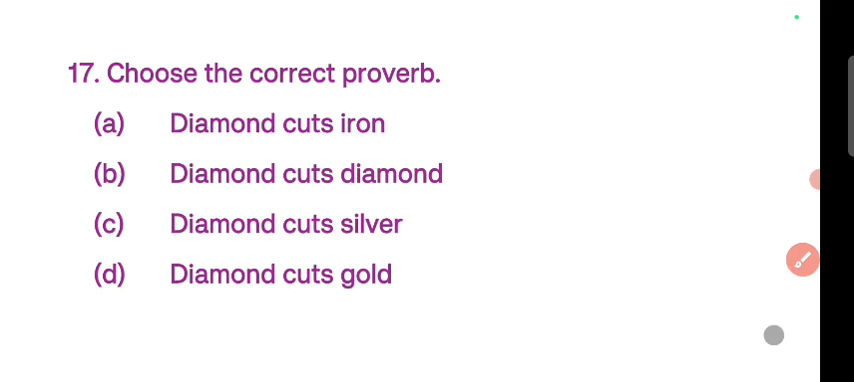 17. Choose the correct proverb.
(a) Diamond cuts iron
(b) Diamond cuts diamond
(c) Diamond cuts silver
(d) Diamond cuts gold